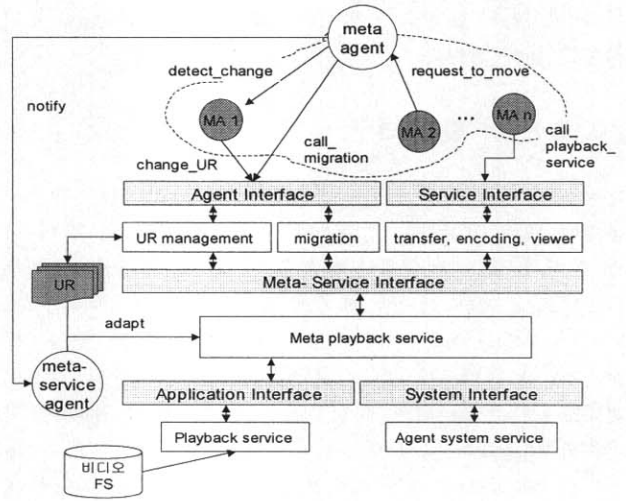 meta
agent
detect_change
request_to_move
notify
MA 1
MA 2
...
MA n
call_
migration
call_
playback_
service
change_UR
Agent Interface
Service Interface
UR management
migration
transfer, encoding, viewer
UR
Meta- Service Interface
adapt
Meta playback service
meta-
service
agent
Application Interface
System Interface
Playback service
Agent system service
비디오
FS